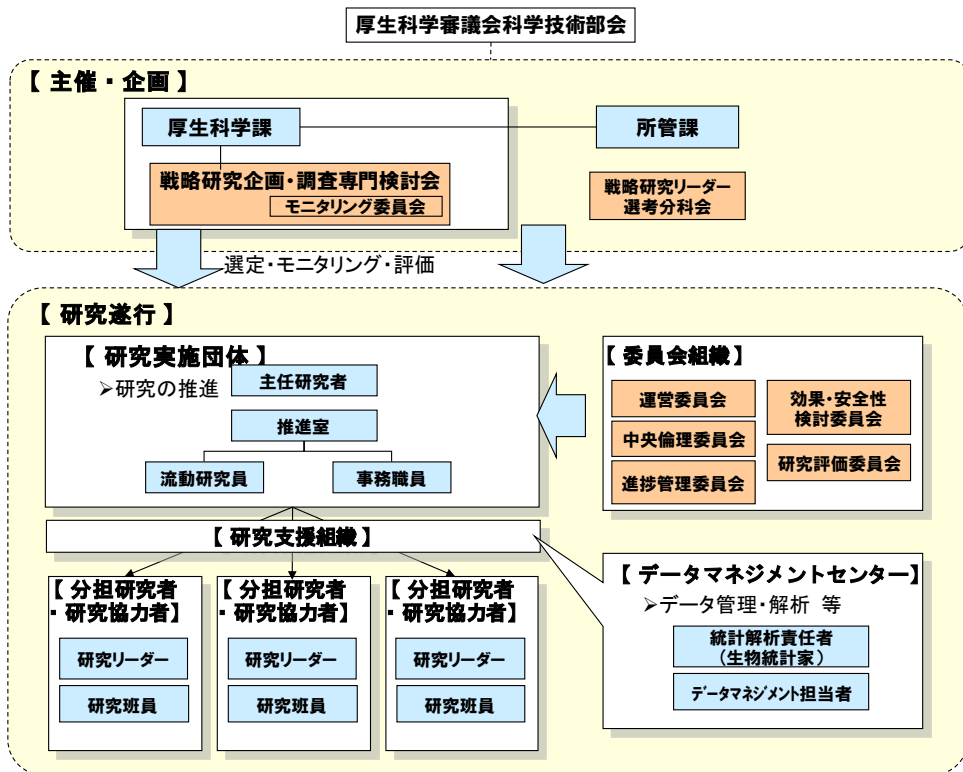 厚生科学審議会科学技術部会
【 主催・企画 】
厚生科学課
所管課
戦略研究企画・調査専門検討会
モニタリング委員会
戦略研究リーダー
選考分科会
選定・モニタリング・評価
【 研究遂行 】
【 研究実施団体 】
➢研究の推進
主任研究者
推進室
流動研究員
事務職員
【 委員会組織】
運営委員会
中央倫理委員会
進捗管理委員会
効果・安全性
検討委員会
研究評価委員会
【 研究支援組織】
【 分担研究者
・研究協力者】
研究リーダー
研究班員
【 分担研究者
・研究協力者】
研究リーダー
研究班員
【 分担研究者
・研究協力者】
研究リーダー
研究班員
【 データマネジメントセンター】
➢データ管理・解析 等
統計解析責任者
（生物統計家）
データマネジメント担当者